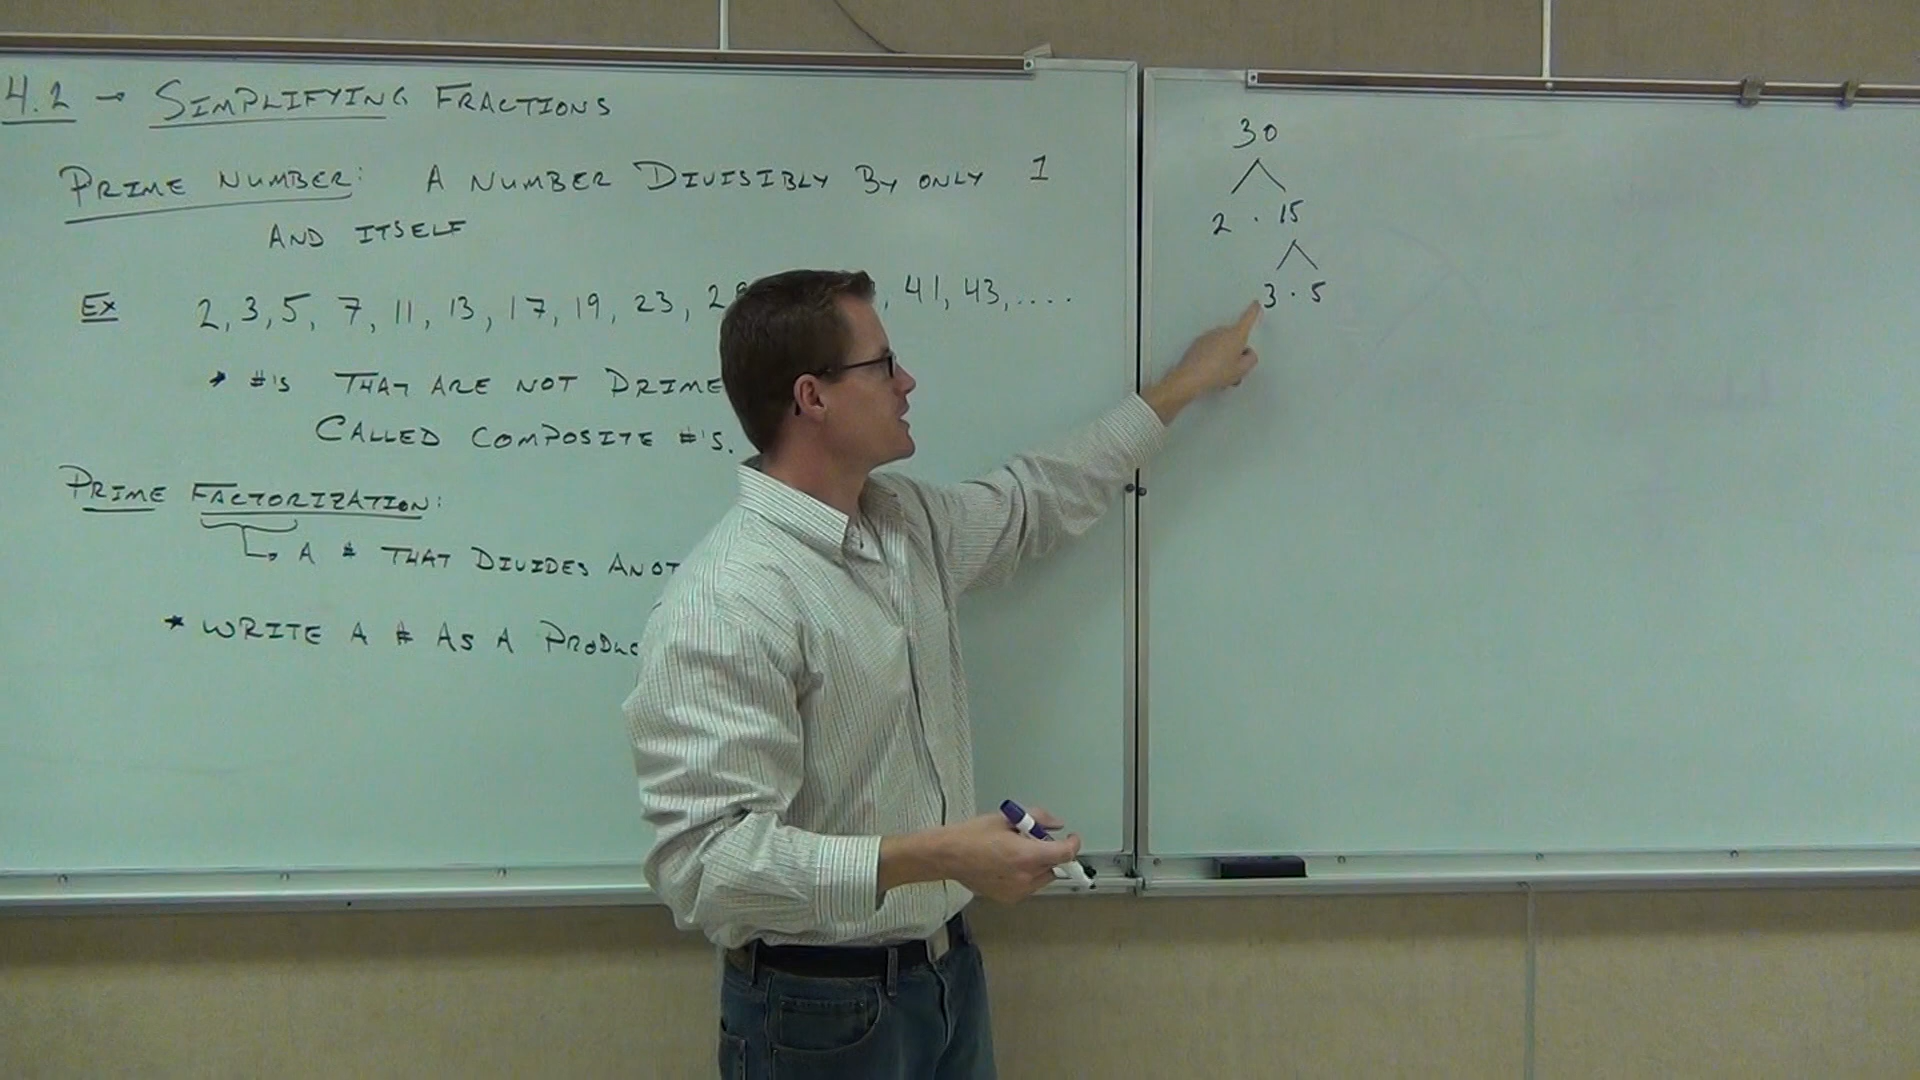 4.2 → SIMPLIFYING FRACTIONS
PRIME NUMBER: A NUMBER DIVISIBLY BY ONLY 1
AND ITSELF
EX 2, 3, 5, 7, 11, 13, 17, 19, 23, 41, 43, ....
* #'S THAT ARE NOT PRIME
CALLED COMPOSITE #'S.
PRIME FACTORIZATION:
A # THAT DIVIDES
* WRITE A # AS A
30
2 · 15
3 · 5